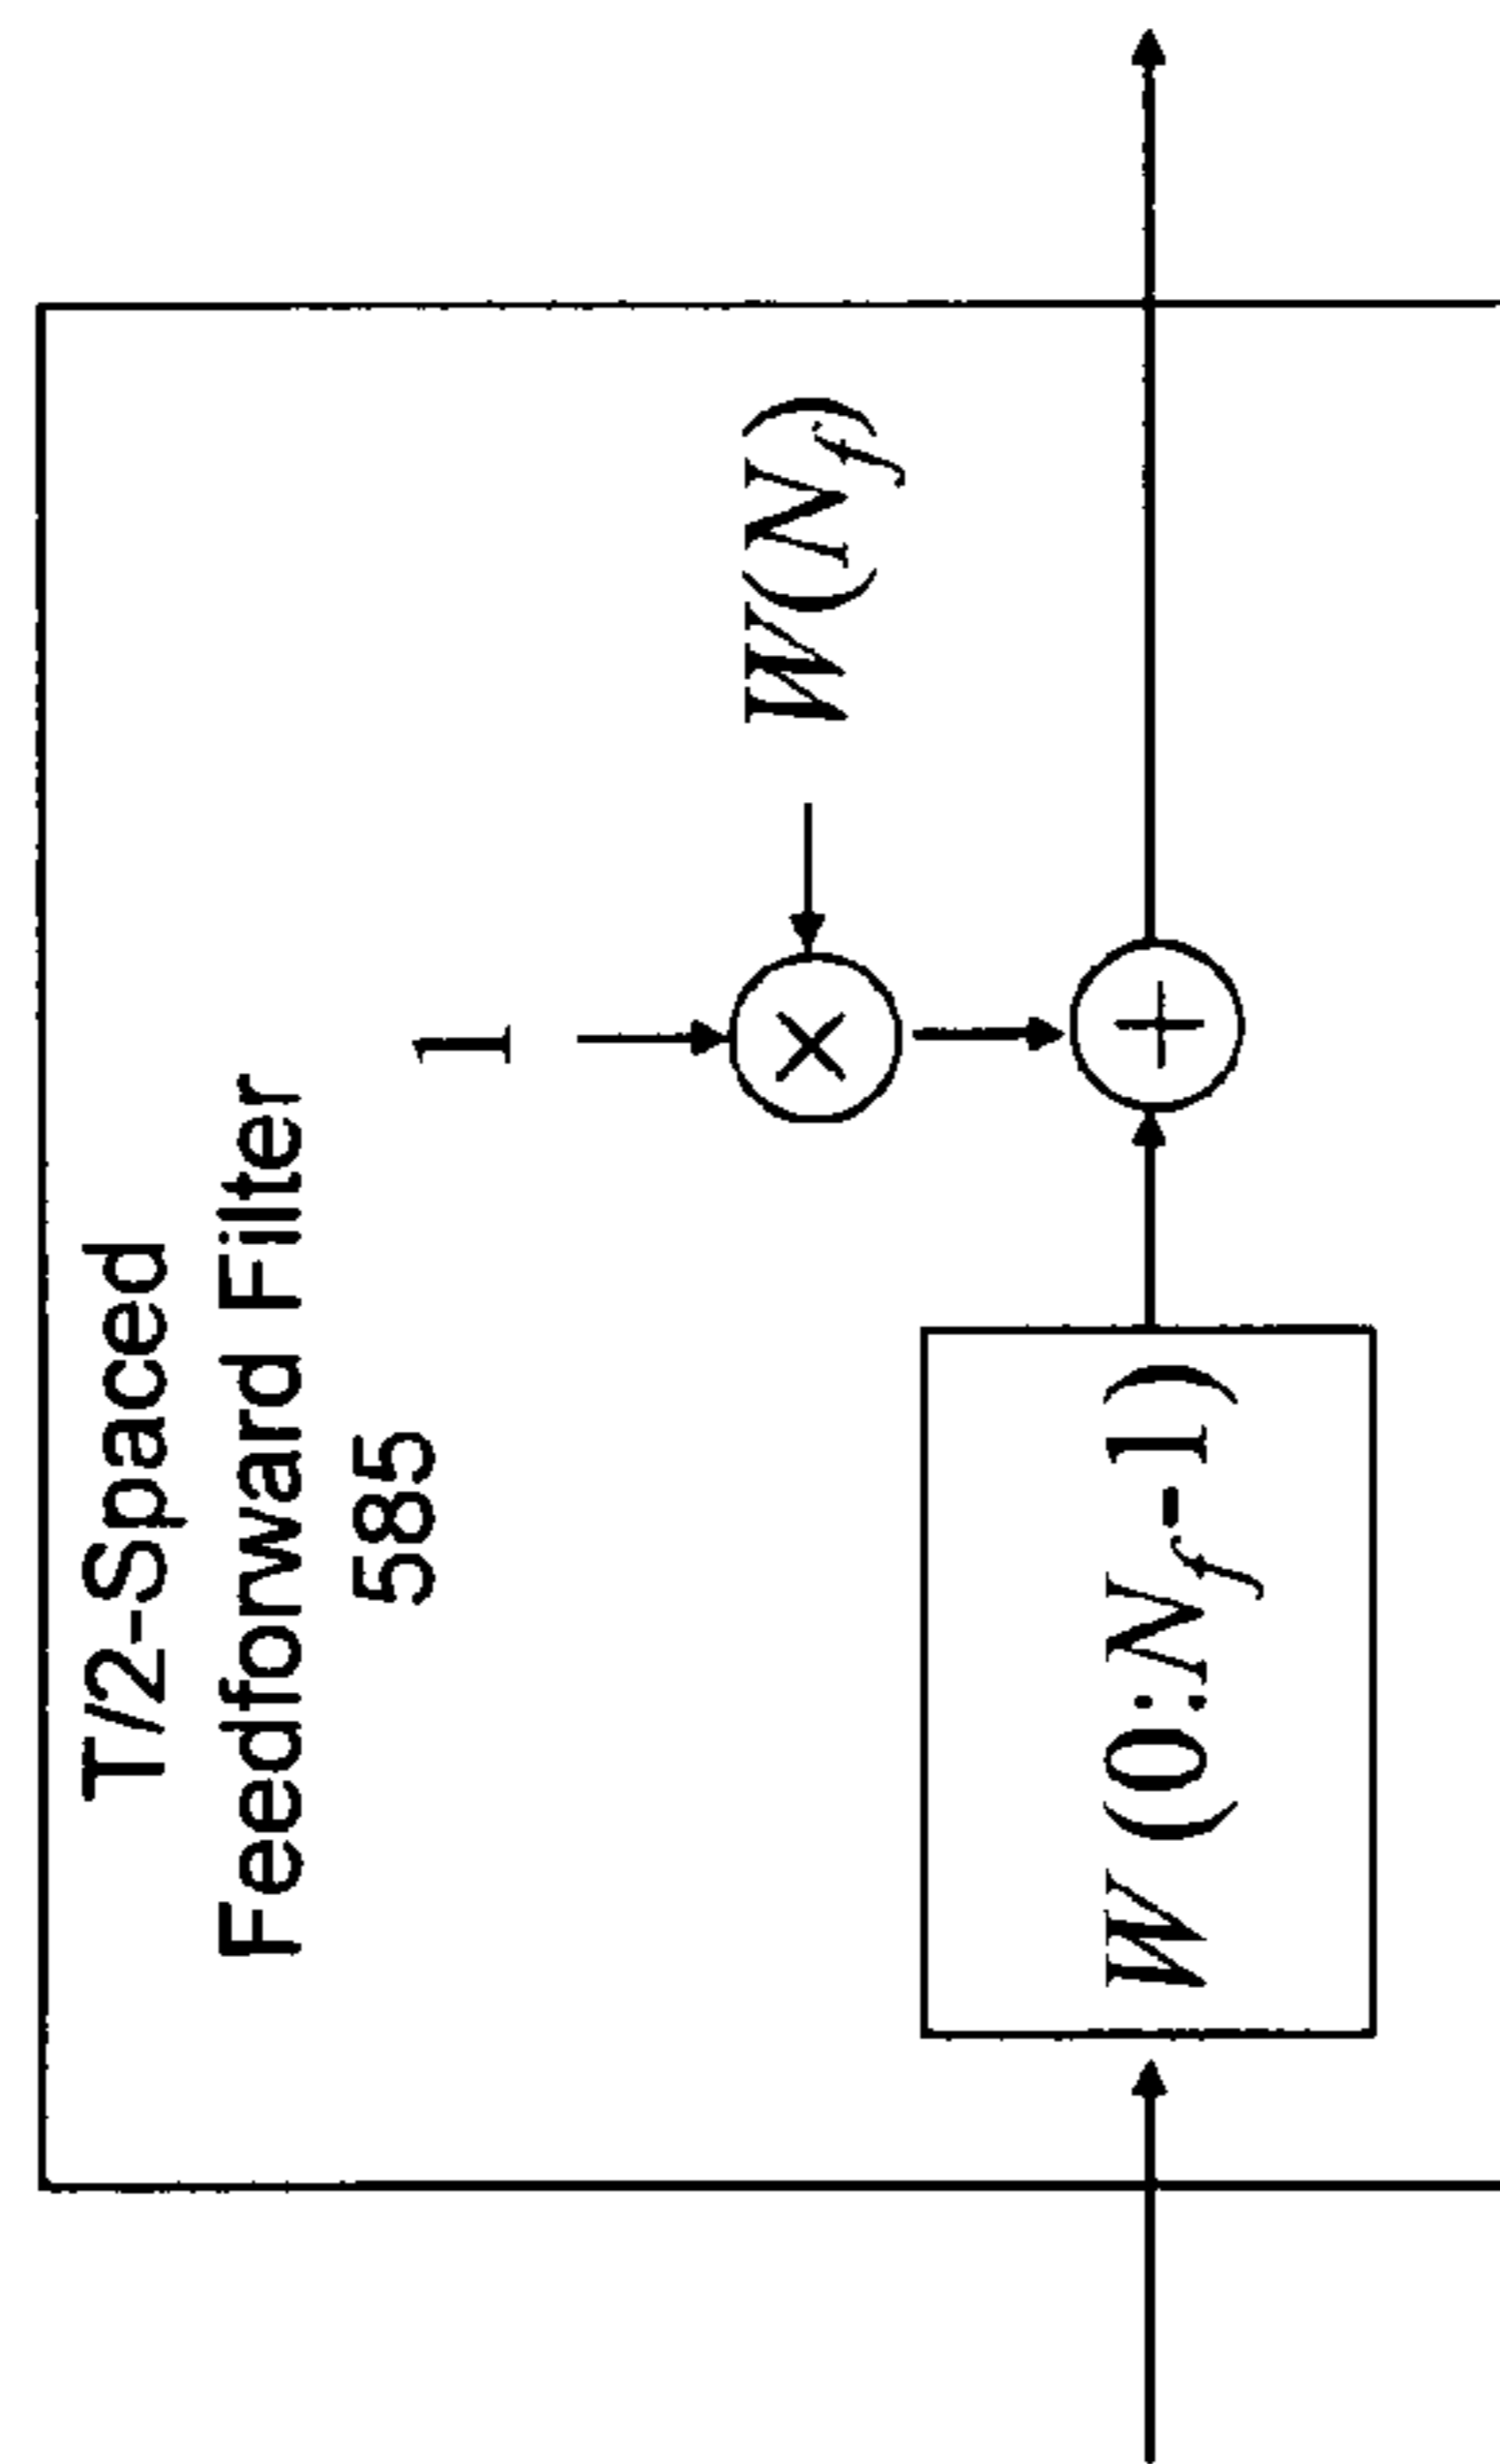 T/2-Spaced
Feedforward Filter
585
1
W(N_f)
×
+
W (0:N_f-1)